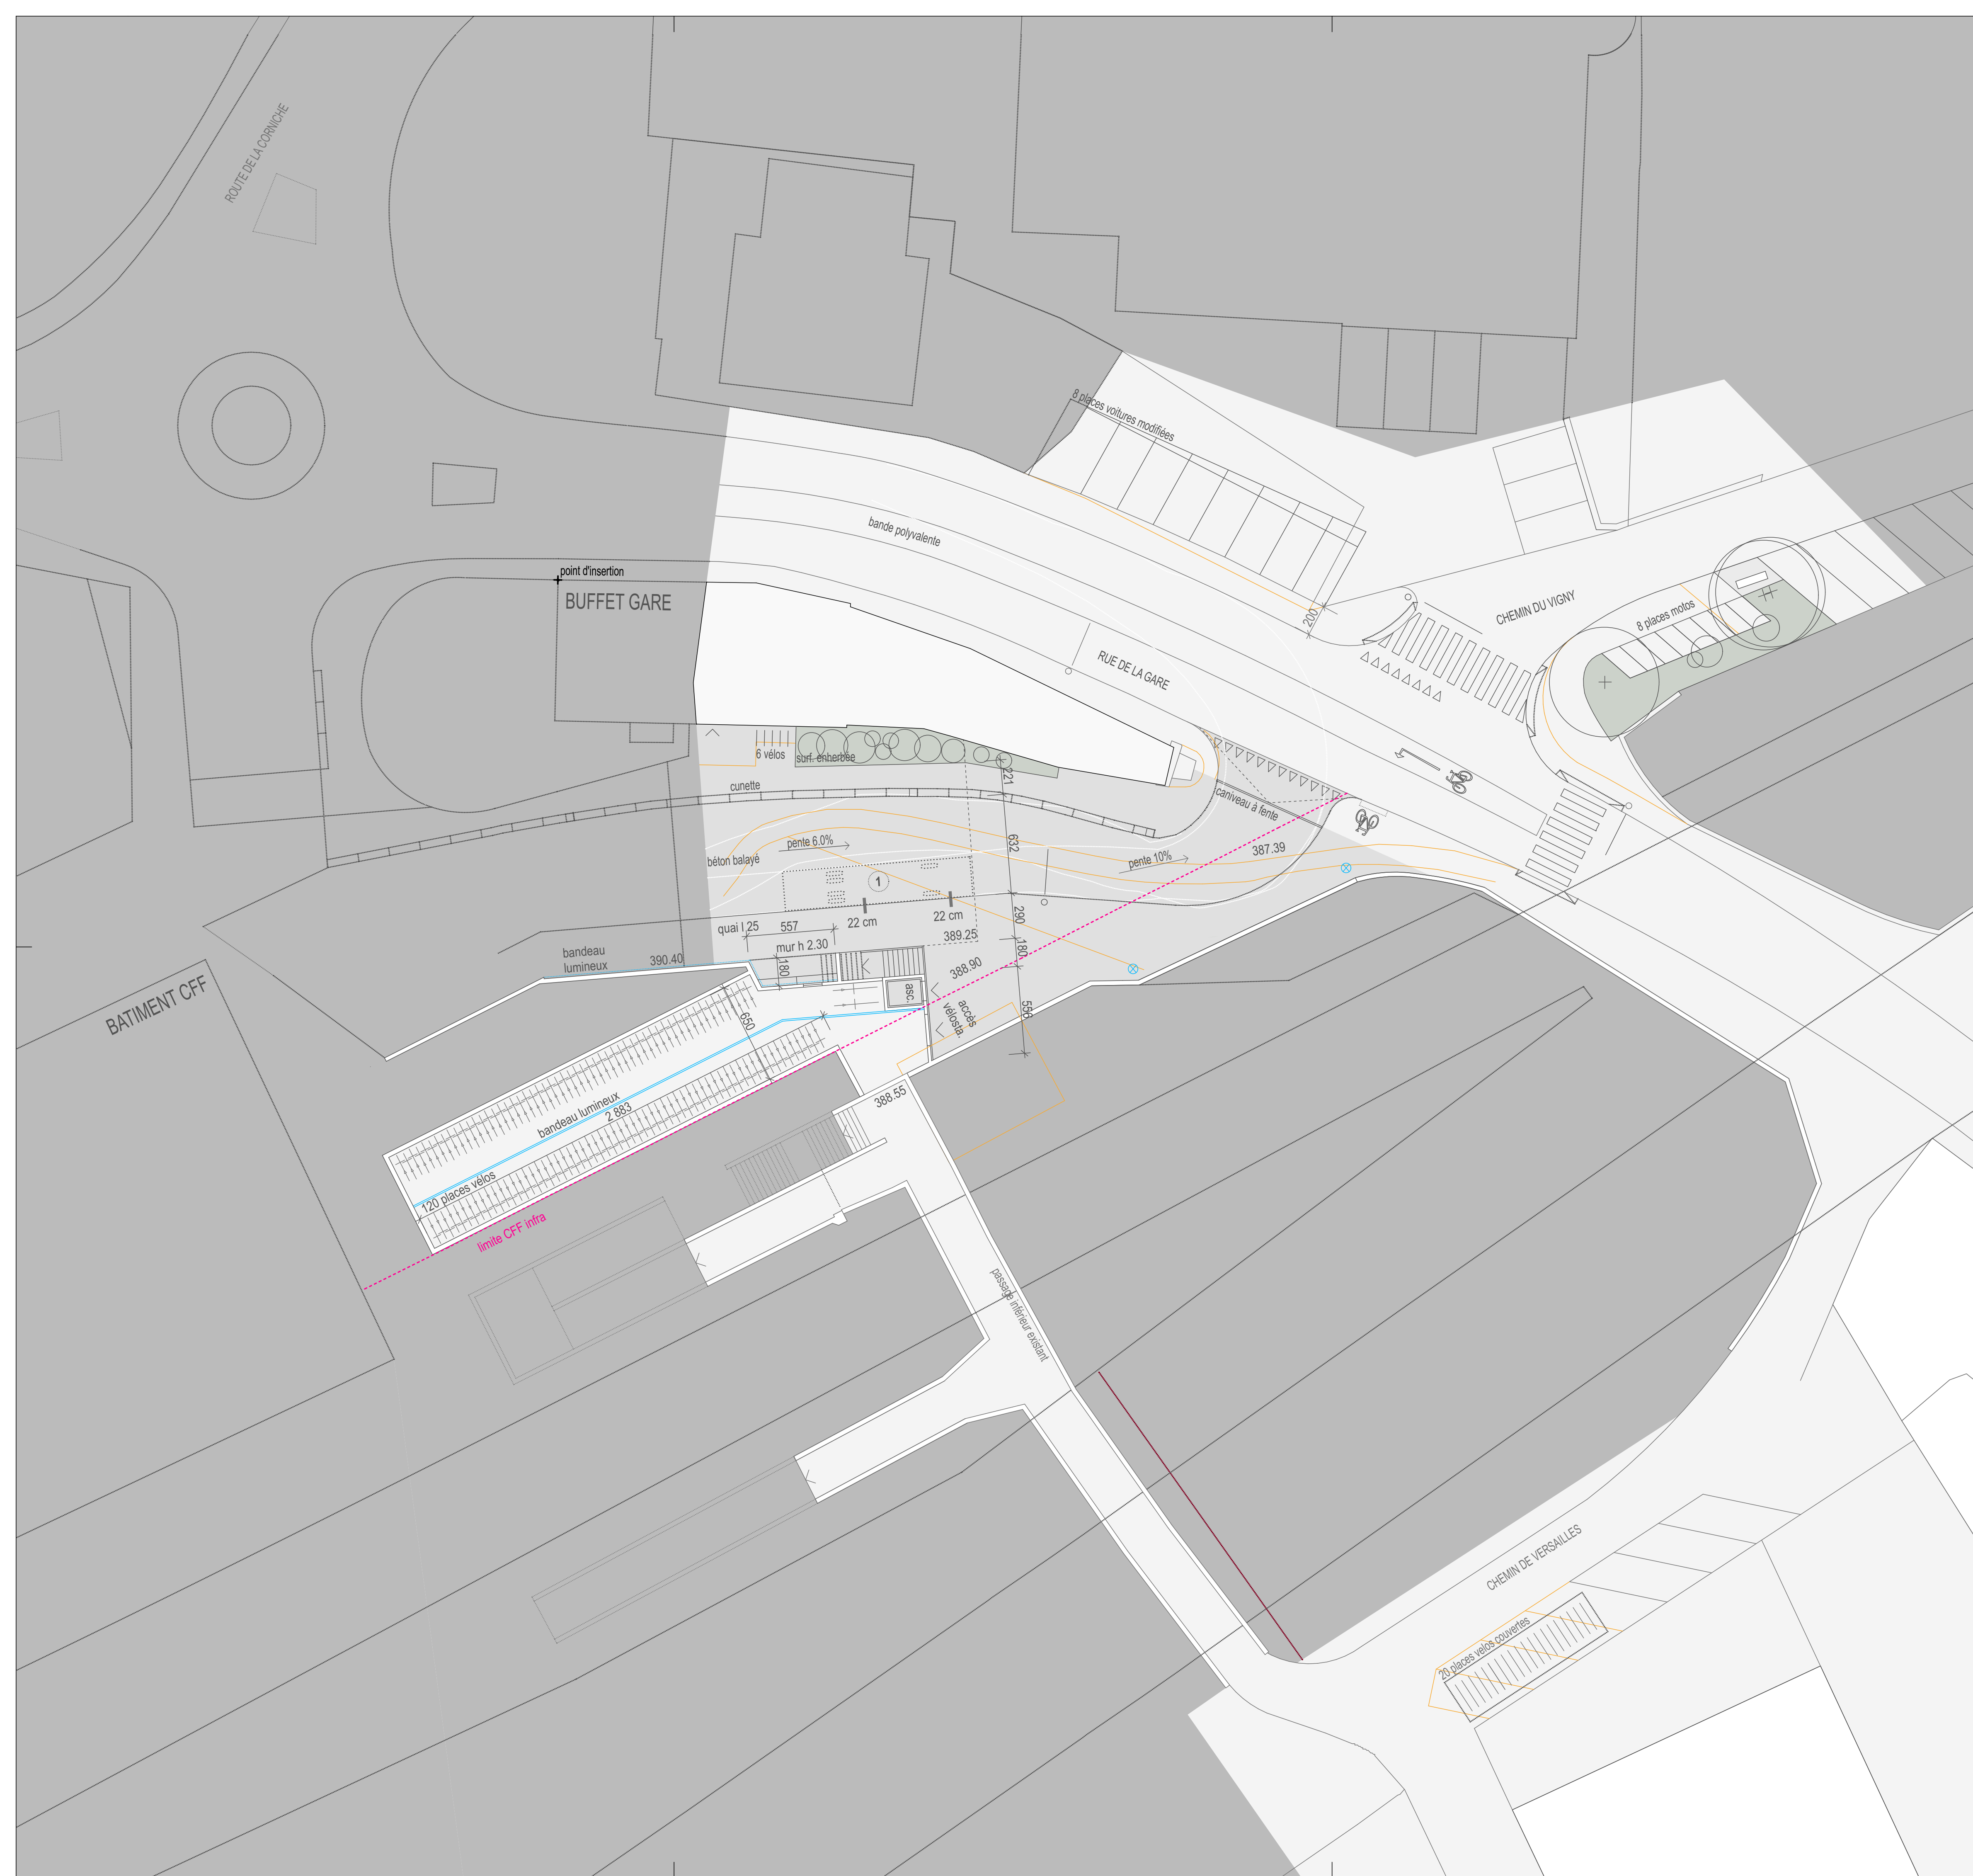 ROUTE DE LA CORNICHE
8 places voitures modifiées
bande polyvalente
point d'insertion
BUFFET GARE
200
CHEMIN DU VIGNY
8 places motos
RUE DE LA GARE
6 vélos
surf. enherbée
221
cunette
caniveau à fente
632
pente 6.0%
387.39
béton balayé
pente 10%
1
290
quai l 25
557
22 cm
22 cm
mur h 2.30
389.25
180
bandeau
lumineux
390.40
180
388.90
BATIMENT CFF
asc.
accès
vélosta.
556
650
388.55
bandeau lumineux
2 883
120 places vélos
limite CFF infra
passage inférieur existant
CHEMIN DE VERSAILLES
20 places velos couvertes